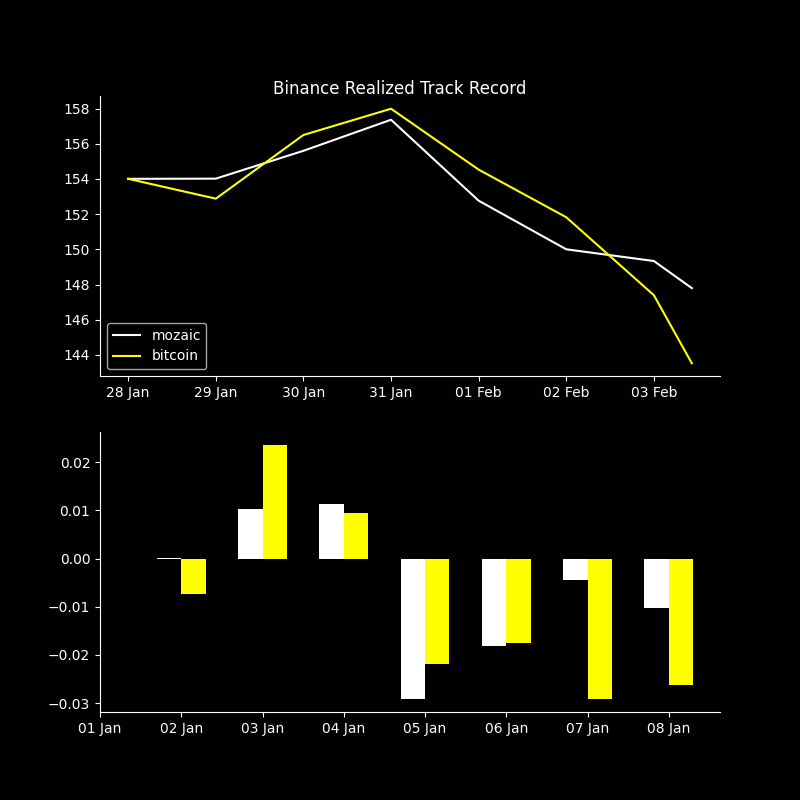 Binance Realized Track Record
158
156
154
152
150
148
146
144
mozaic
bitcoin
28 Jan 29 Jan 30 Jan 31 Jan 01 Feb 02 Feb 03 Feb
0.02
0.01
0.00
−0.01
−0.02
−0.03
01 Jan 02 Jan 03 Jan 04 Jan 05 Jan 06 Jan 07 Jan 08 Jan